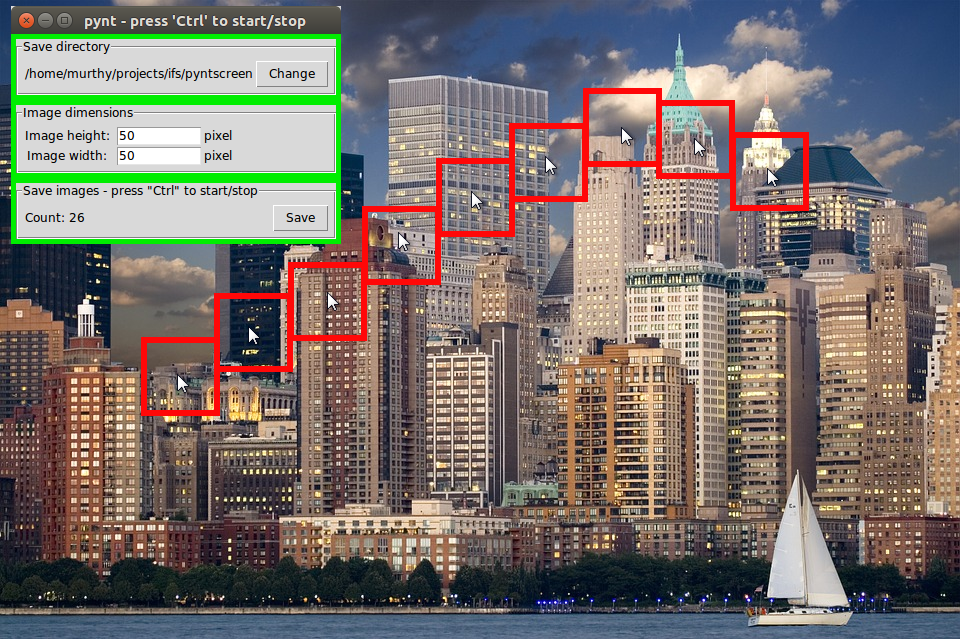 pynt - press 'Ctrl' to start/stop
Save directory
/home/murthy/projects/ifs/pyntscreen
Change
Image dimensions
Image height: 50 pixel
Image width: 50 pixel
Save images - press "Ctrl" to start/stop
Count: 26
Save